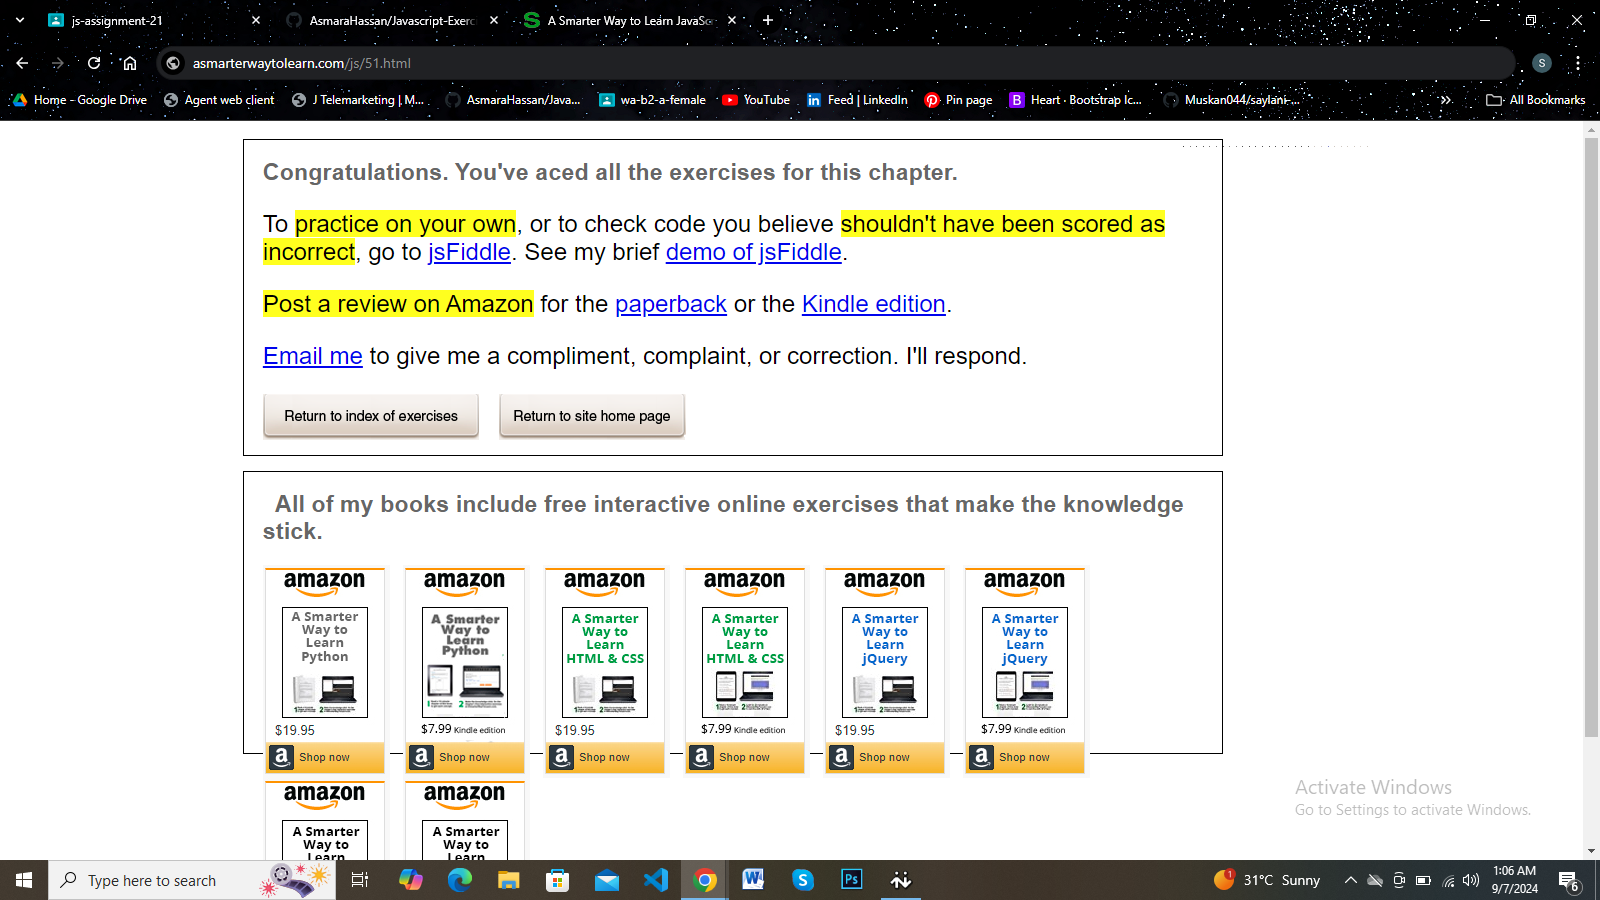 js-assignment-21
AsmaraHassan/Javascript-Exerc
A Smarter Way to Learn JavaSc
asmarterwaytolearn.com/js/51.html
S
Home - Google Drive
Agent web client
J Telemarketing | M...
AsmaraHassan/Java...
wa-b2-a-female
YouTube
Feed | LinkedIn
Pin page
Heart · Bootstrap Ic...
Muskan044/saylani-...
All Bookmarks
Congratulations. You've aced all the exercises for this chapter.
To practice on your own, or to check code you believe shouldn't have been scored as
incorrect, go to jsFiddle. See my brief demo of jsFiddle.
Post a review on Amazon for the paperback or the Kindle edition.
Email me to give me a compliment, complaint, or correction. I'll respond.
Return to index of exercises
Return to site home page
All of my books include free interactive online exercises that make the knowledge
stick.
amazon amazon amazon amazon amazon amazon
A Smarter A Smarter A Smarter A Smarter A Smarter A Smarter
Way to Way to Way to Way to Way to Way to
Learn Learn Learn Learn Learn Learn
Python Python HTML & CSS HTML & CSS jQuery jQuery
$19.95 $7.99 Kindle edition $19.95 $7.99 Kindle edition $19.95 $7.99 Kindle edition
Shop now Shop now Shop now Shop now Shop now Shop now
amazon amazon
A Smarter A Smarter
Way to Way to
Learn Learn
Activate Windows
Go to Settings to activate Windows.
Type here to search
1
31°C Sunny
1:06 AM
9/7/2024
6